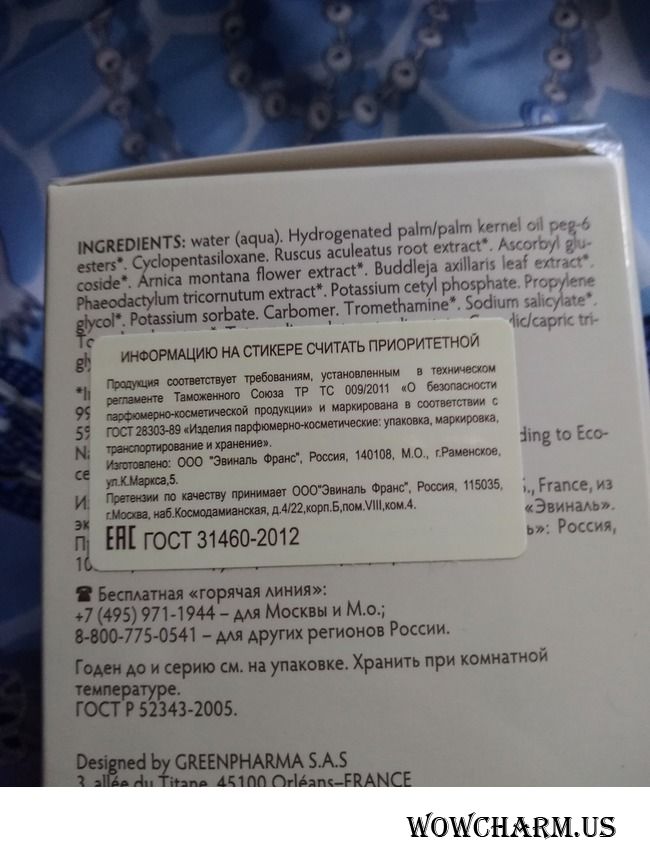 INGREDIENTS: water (aqua). Hydrogenated palm/palm kernel oil peg-6
esters*. Cyclopentasiloxane. Ruscus aculeatus root extract*. Ascorbyl glu-
coside*. Arnica montana flower extract*. Buddleja axillaris leaf extract*.
Phaeodactylum tricornutum extract*. Potassium cetyl phosphate. Propylene
glycol*. Potassium sorbate. Carbomer. Tromethamine*. Sodium salicylate*.
ИНФОРМАЦИЮ НА СТИКЕРЕ СЧИТАТЬ ПРИОРИТЕТНОЙ
Продукция соответствует требованиям, установленным в техническом
регламенте Таможенного Союза ТР ТС 009/2011 «О безопасности
парфюмерно-косметической продукции» и маркирована в соответствии с
ГОСТ 28303-89 «Изделия парфюмерно-косметические: упаковка, маркировка,
транспортирование и хранение».
Изготовлено: ООО "Эвиналь Франс", Россия, 140108, М.О., г.Раменское,
ул.К.Маркса,5.
Претензии по качеству принимает ООО"Эвиналь Франс", Россия, 115035,
г.Москва, наб.Космодамианская, д.4/22,корп.Б,пом.VIII,ком.4.
ЕАС ГОСТ 31460-2012
ding to Eco-
France, из
«Эвиналь».
Россия,
☎ Бесплатная «горячая линия»:
+7 (495) 971-1944 – для Москвы и М.о.;
8-800-775-0541 – для других регионов России.
Годен до и серию см. на упаковке. Хранить при комнатной
температуре.
ГОСТ Р 52343-2005.
Designed by GREENPHARMA S.A.S
3, allée du Titane, 45100 Orléans–FRANCE
WOWCHARM.US